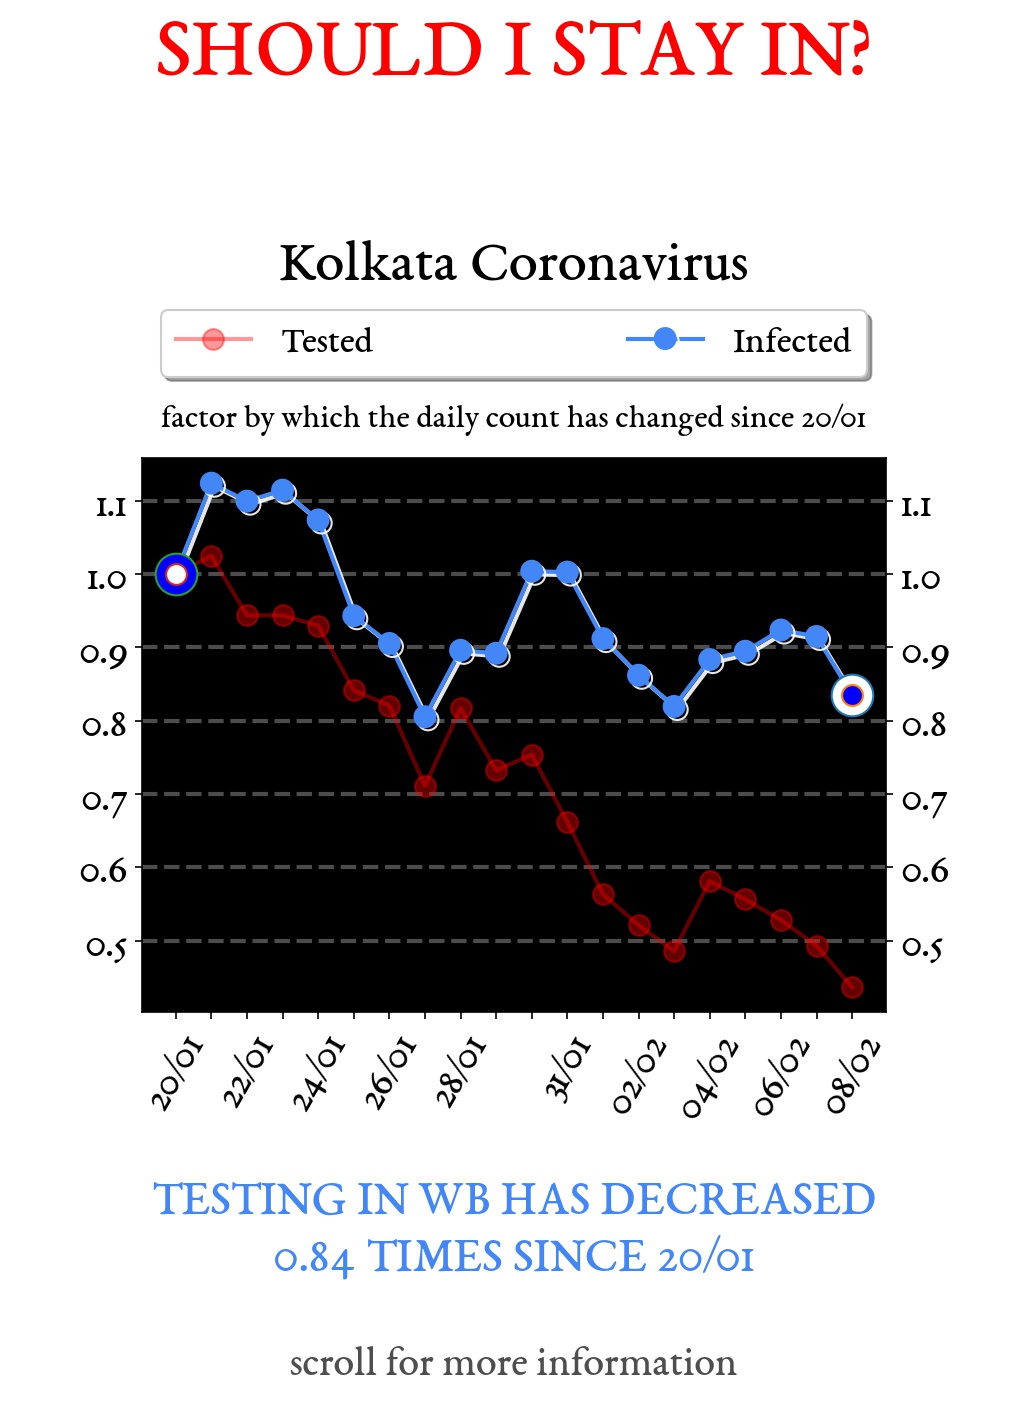 SHOULD I STAY IN?
Kolkata Coronavirus
Tested Infected
factor by which the daily count has changed since 20/01
1.1 1.1
1.0 1.0
0.9 0.9
0.8 0.8
0.7 0.7
0.6 0.6
0.5 0.5
20/01 22/01 24/01 26/01 28/01 31/01 02/02 04/02 06/02 08/02
TESTING IN WB HAS DECREASED
0.84 TIMES SINCE 20/01
scroll for more information